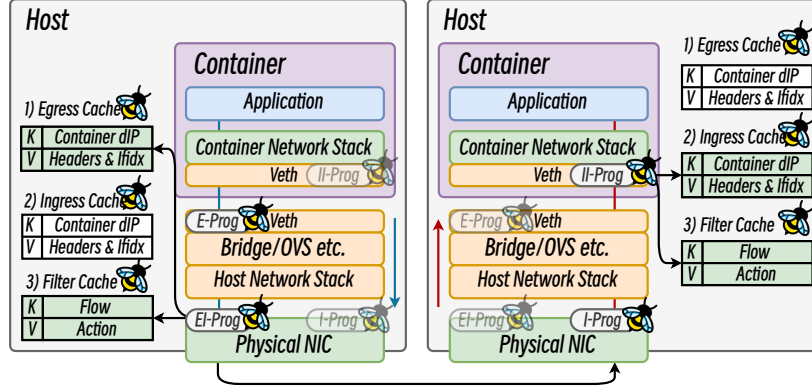 Host
Container
Application
Container Network Stack
Veth II-Prog
E-Prog Veth
Bridge/OVS etc.
Host Network Stack
EI-Prog I-Prog
Physical NIC
1) Egress Cache
K Container dIP
V Headers & Ifidx
2) Ingress Cache
K Container dIP
V Headers & Ifidx
3) Filter Cache
K Flow
V Action
Host
Container
Application
Container Network Stack
Veth II-Prog
E-Prog Veth
Bridge/OVS etc.
Host Network Stack
EI-Prog I-Prog
Physical NIC
1) Egress Cache
K Container dIP
V Headers & Ifidx
2) Ingress Cache
K Container dIP
V Headers & Ifidx
3) Filter Cache
K Flow
V Action